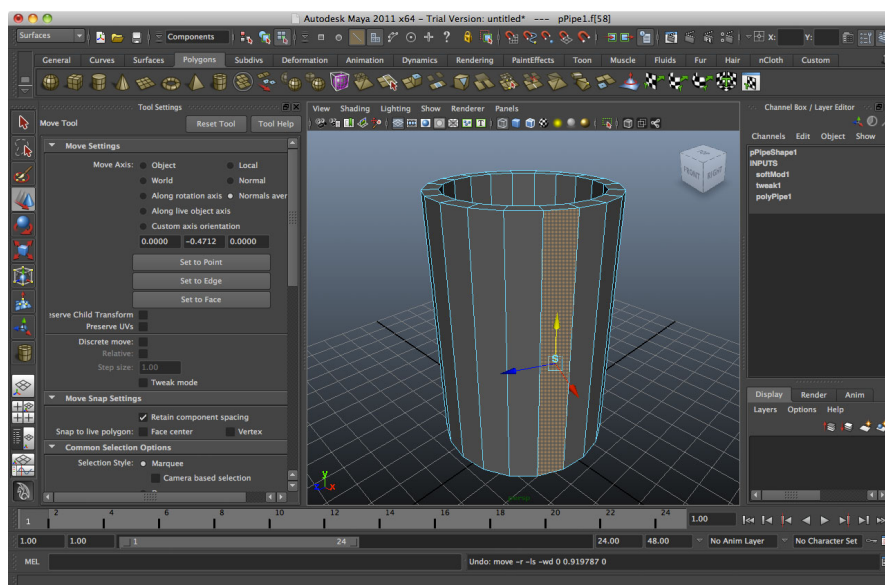 Autodesk Maya 2011 x64 - Trial Version: untitled* --- pPipe1.f[58]
Surfaces Components X: Y:
General Curves Surfaces Polygons Subdivs Deformation Animation Dynamics Rendering PaintEffects Toon Muscle Fluids Fur Hair nCloth Custom
Tool Settings
Move Tool Reset Tool Tool Help
Move Settings
Move Axis: Object Local
World Normal
Along rotation axis Normals aver
Along live object axis
Custom axis orientation
0.0000 -0.4712 0.0000
Set to Point
Set to Edge
Set to Face
serve Child Transform
Preserve UVs
Discrete move:
Relative:
Step size: 1.00
Tweak mode
Move Snap Settings
Retain component spacing
Snap to live polygon: Face center Vertex
Common Selection Options
Selection Style: Marquee
Camera based selection
View Shading Lighting Show Renderer Panels
FRONT RIGHT
S
y
z x
persp
Channel Box / Layer Editor
Channels Edit Object Show
pPipeShape1
INPUTS
softMod1
tweak1
polyPipe1
Display Render Anim
Layers Options Help
1 2 4 6 8 10 12 14 16 18 20 22 24 1.00
1.00 1.00 1 24 24.00 48.00 No Anim Layer No Character Set
MEL Undo: move -r -ls -wd 0 0.919787 0